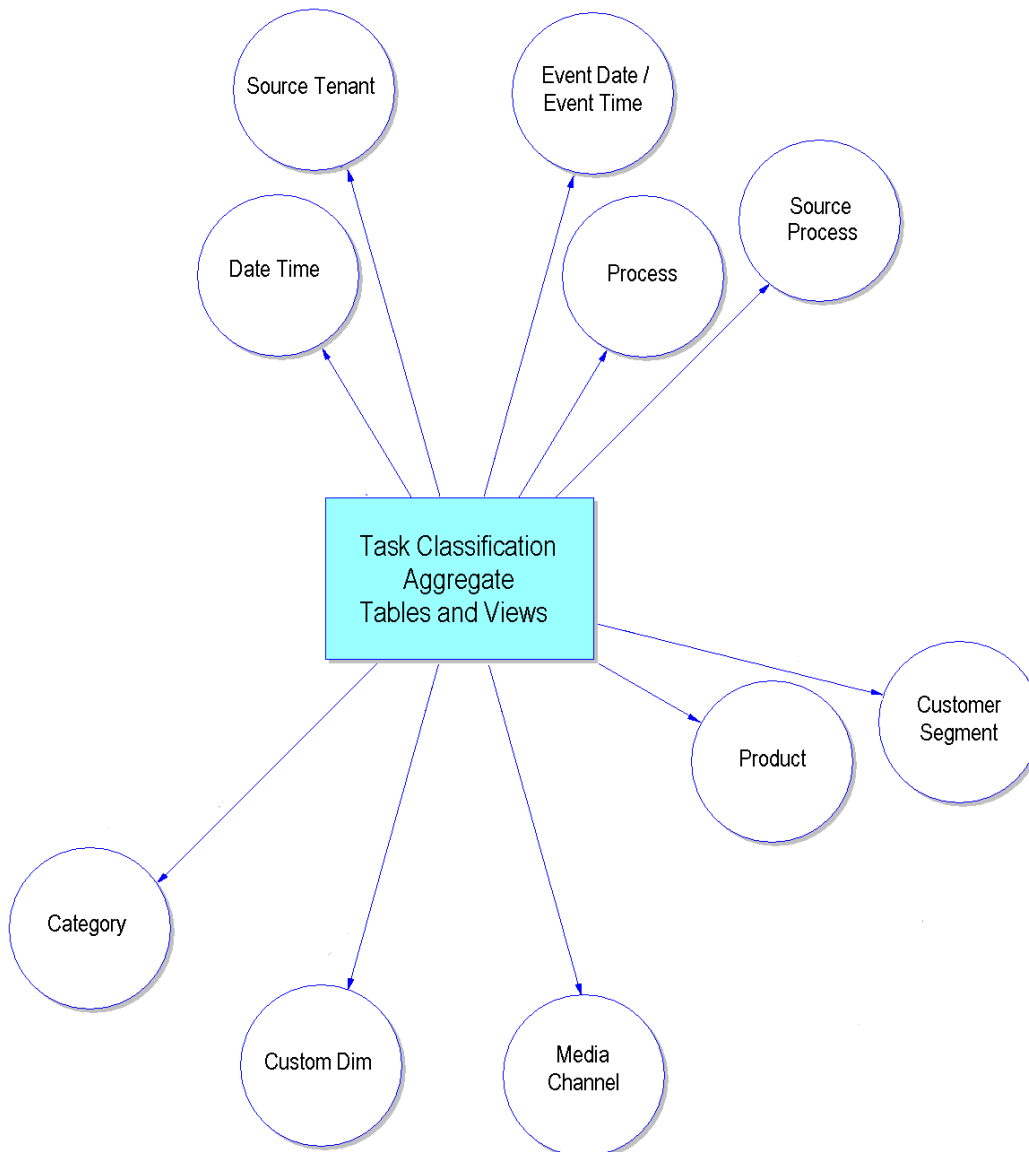 Source Tenant
Event Date /
Event Time
Source
Process
Date Time
Process
Task Classification
Aggregate
Tables and Views
Customer
Segment
Product
Category
Custom Dim
Media
Channel